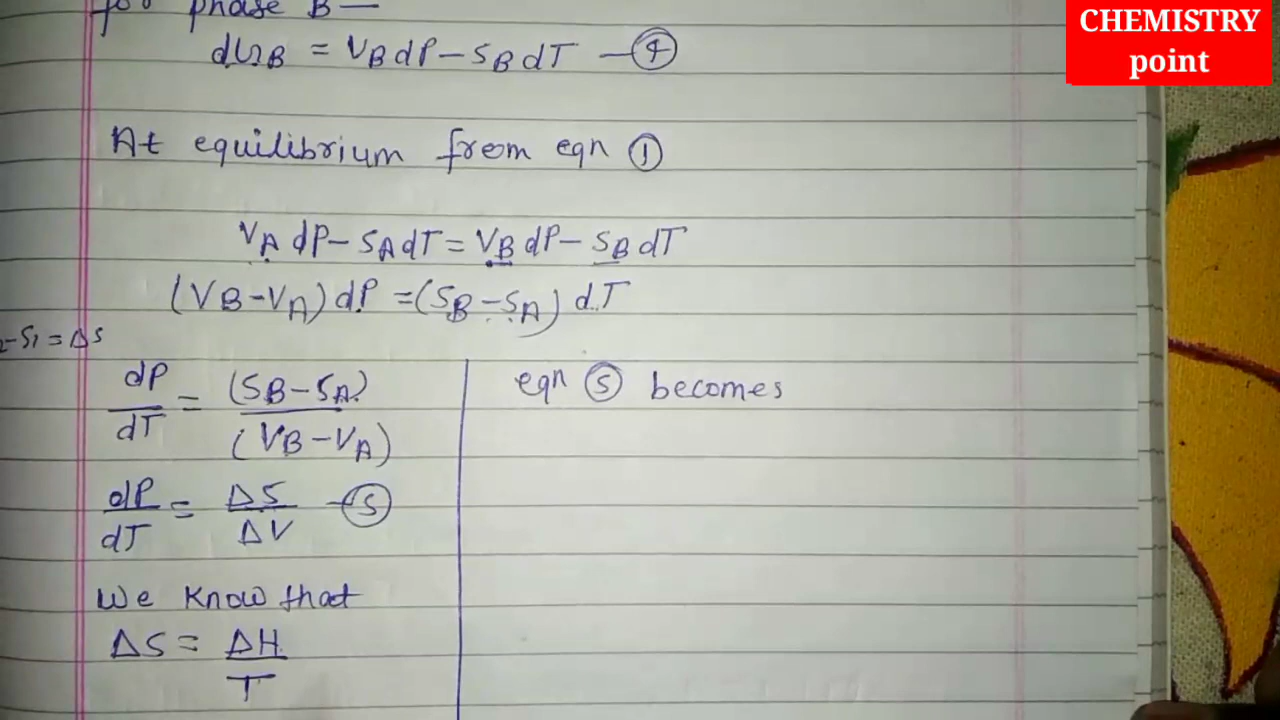 for phase B—
dGB = VB dP – SB dT —④
At equilibrium from eqn ①
VA dP – SA dT = VB dP – SB dT
(VB – VA) dP = (SB – SA) dT
-S1 = ΔS
dP/dT = (SB – SA)/(VB – VA)
dP/dT = ΔS/ΔV —⑤
We know that
ΔS = ΔH/T
eqn ⑤ becomes
CHEMISTRY
point